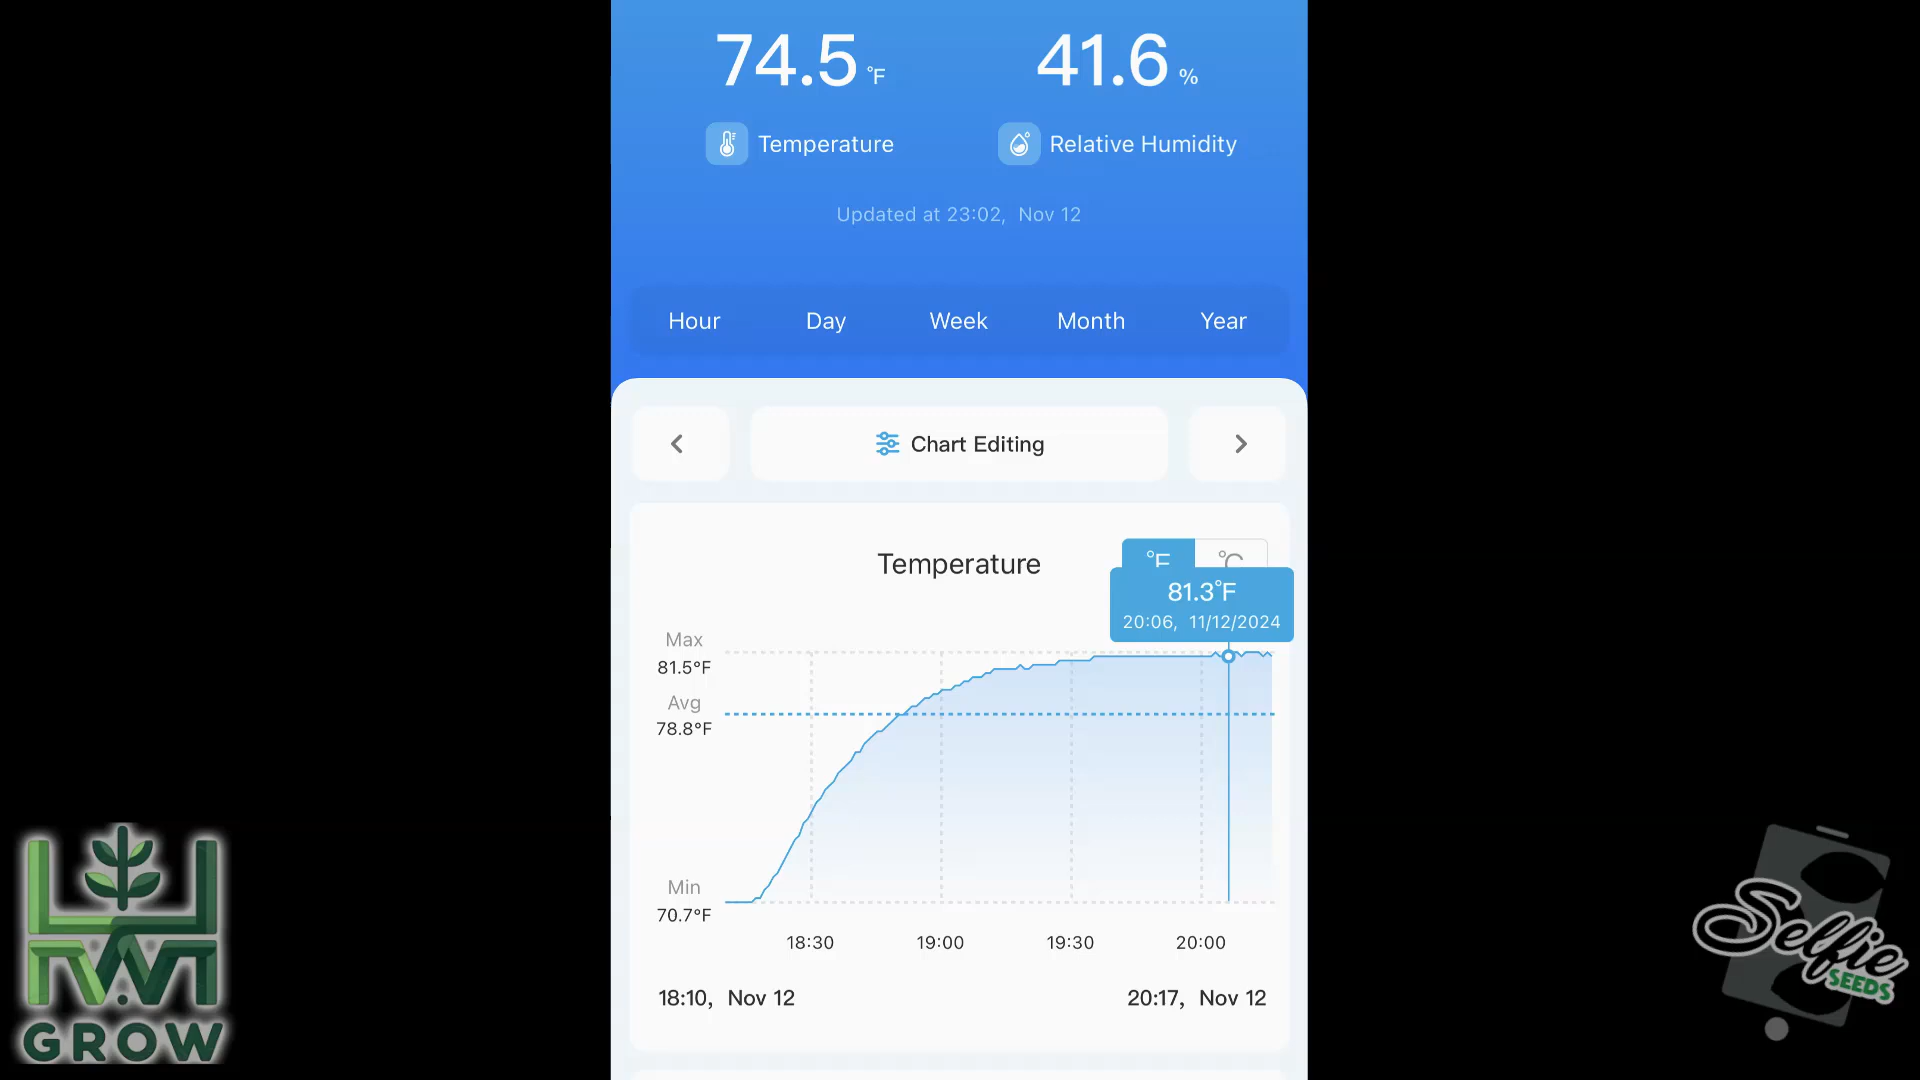 74.5 °F
41.6 %
Temperature
Relative Humidity
Updated at 23:02, Nov 12
Hour Day Week Month Year
Chart Editing
Temperature
°F °C
81.3°F
20:06, 11/12/2024
Max
81.5°F
Avg
78.8°F
Min
70.7°F
18:30 19:00 19:30 20:00
18:10, Nov 12
20:17, Nov 12
GROW
Selfie
SEEDS